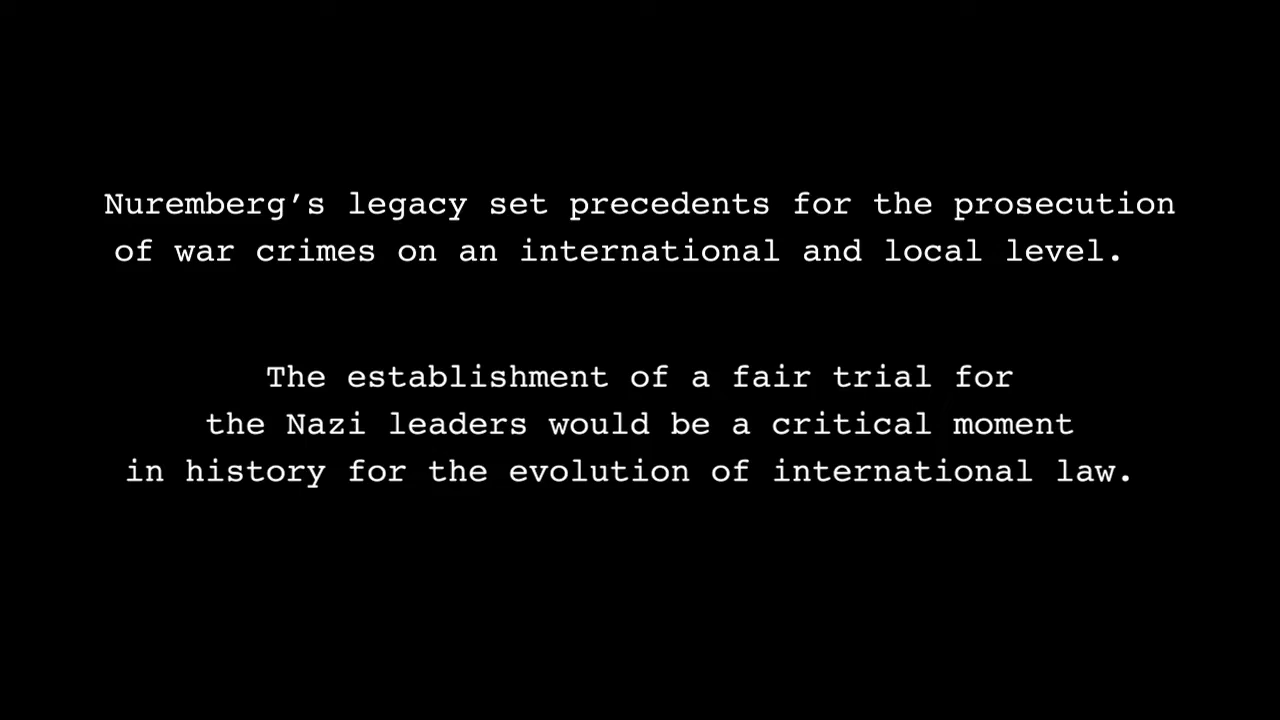 Nuremberg’s legacy set precedents for the prosecution
of war crimes on an international and local level.
The establishment of a fair trial for
the Nazi leaders would be a critical moment
in history for the evolution of international law.